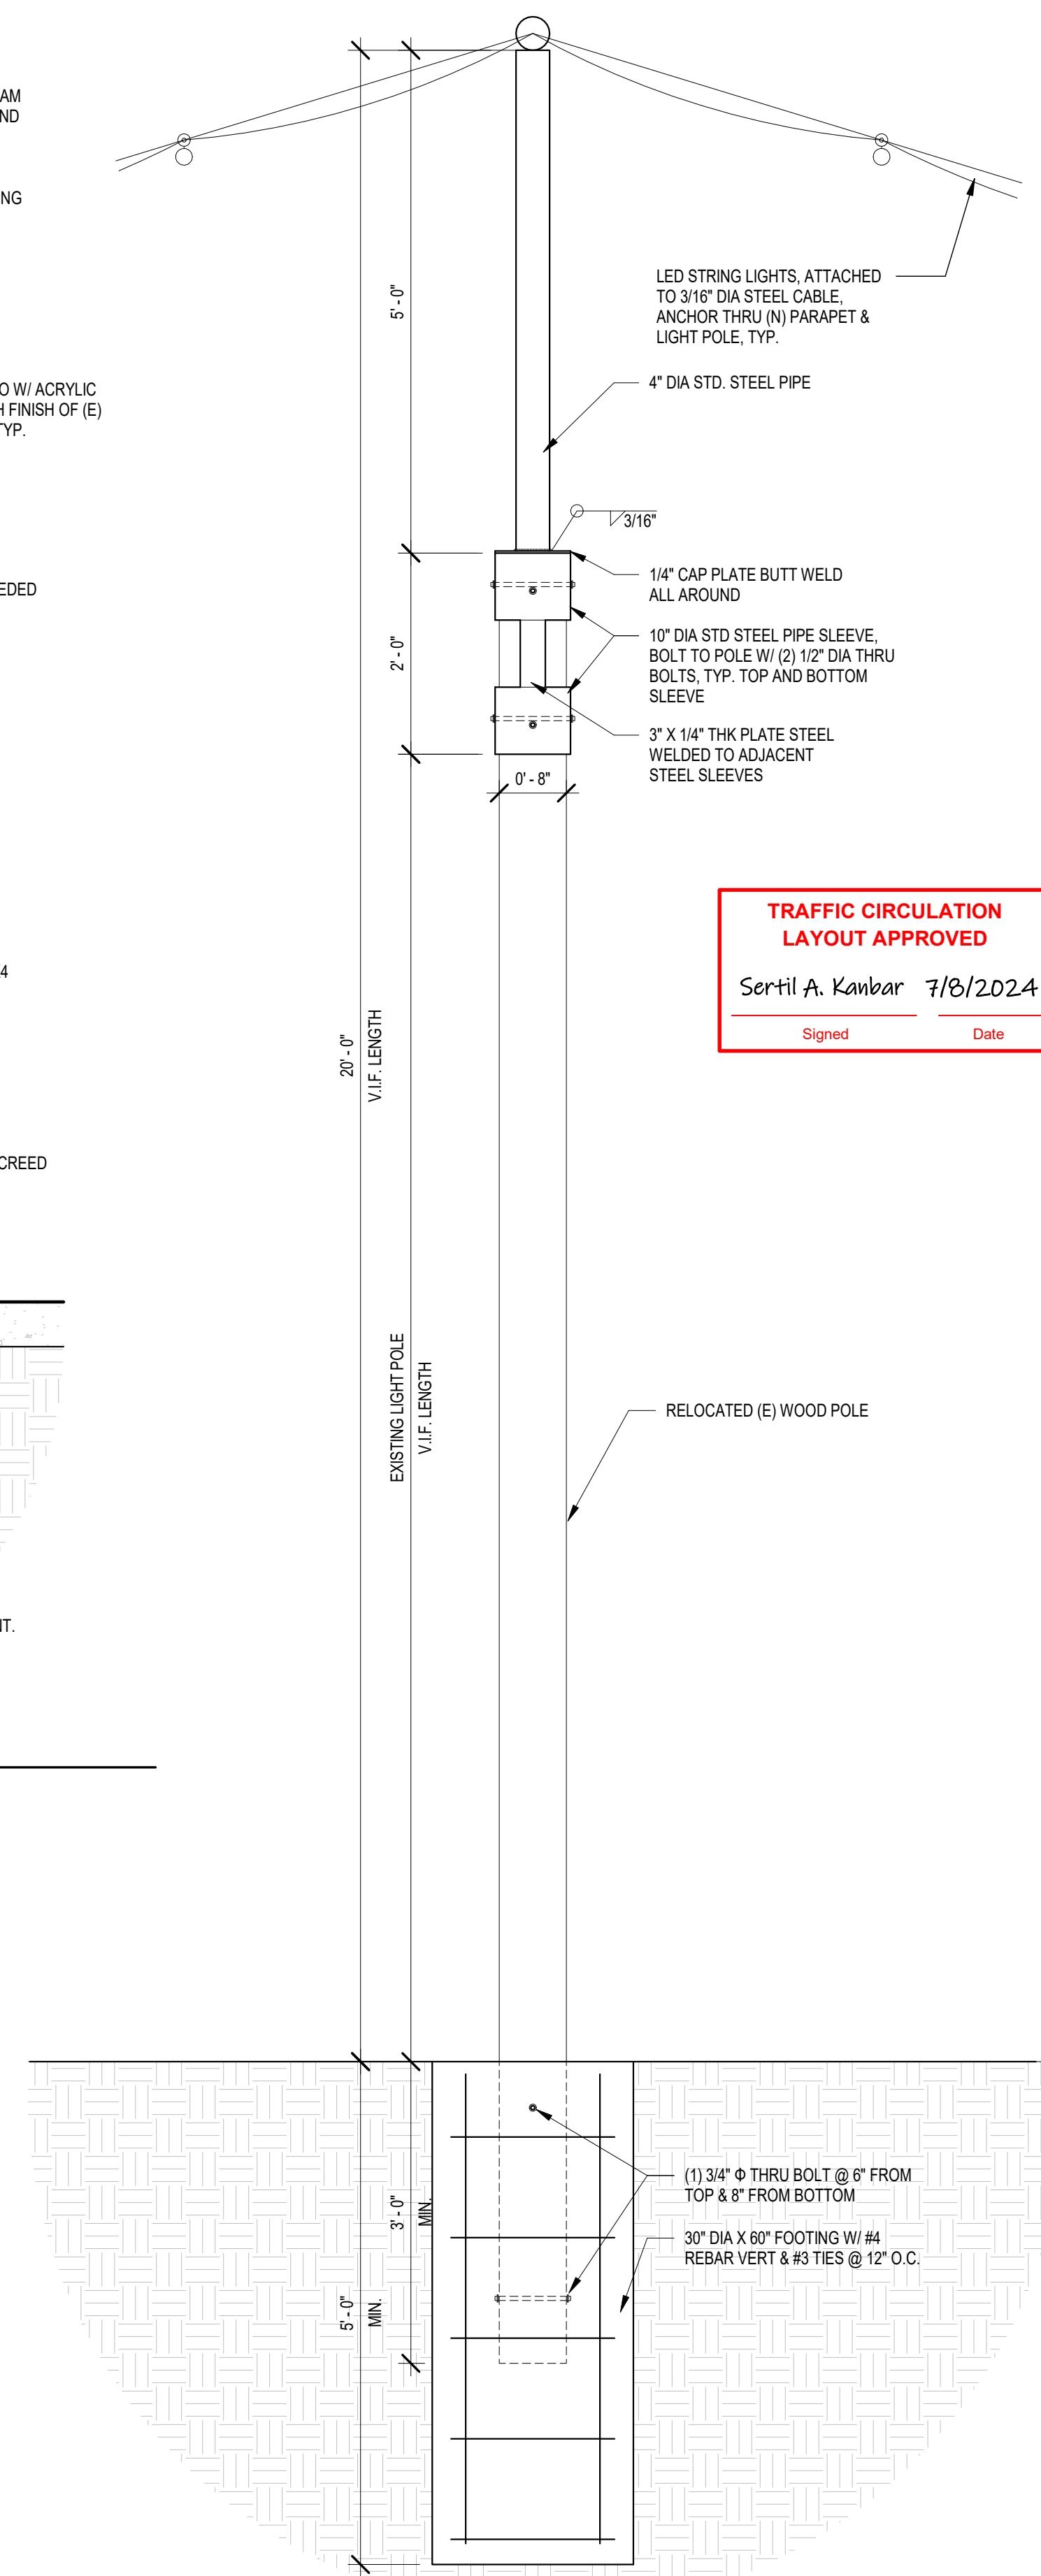 AM
ND
NG
O W/ ACRYLIC
H FINISH OF (E)
TYP.
EDED
4
CREED
NT.
5' - 0"
2' - 0"
20' - 0"
V.I.F. LENGTH
EXISTING LIGHT POLE
V.I.F. LENGTH
0' - 8"
3' - 0"
MIN.
5' - 0"
MIN.
LED STRING LIGHTS, ATTACHED
TO 3/16" DIA STEEL CABLE,
ANCHOR THRU (N) PARAPET &
LIGHT POLE, TYP.
4" DIA STD. STEEL PIPE
3/16"
1/4" CAP PLATE BUTT WELD
ALL AROUND
10" DIA STD STEEL PIPE SLEEVE,
BOLT TO POLE W/ (2) 1/2" DIA THRU
BOLTS, TYP. TOP AND BOTTOM
SLEEVE
3" X 1/4" THK PLATE STEEL
WELDED TO ADJACENT
STEEL SLEEVES
TRAFFIC CIRCULATION
LAYOUT APPROVED
Sertil A. Kanbar 7/8/2024
Signed Date
RELOCATED (E) WOOD POLE
(1) 3/4" Φ THRU BOLT @ 6" FROM
TOP & 8" FROM BOTTOM
30" DIA X 60" FOOTING W/ #4
REBAR VERT & #3 TIES @ 12" O.C.